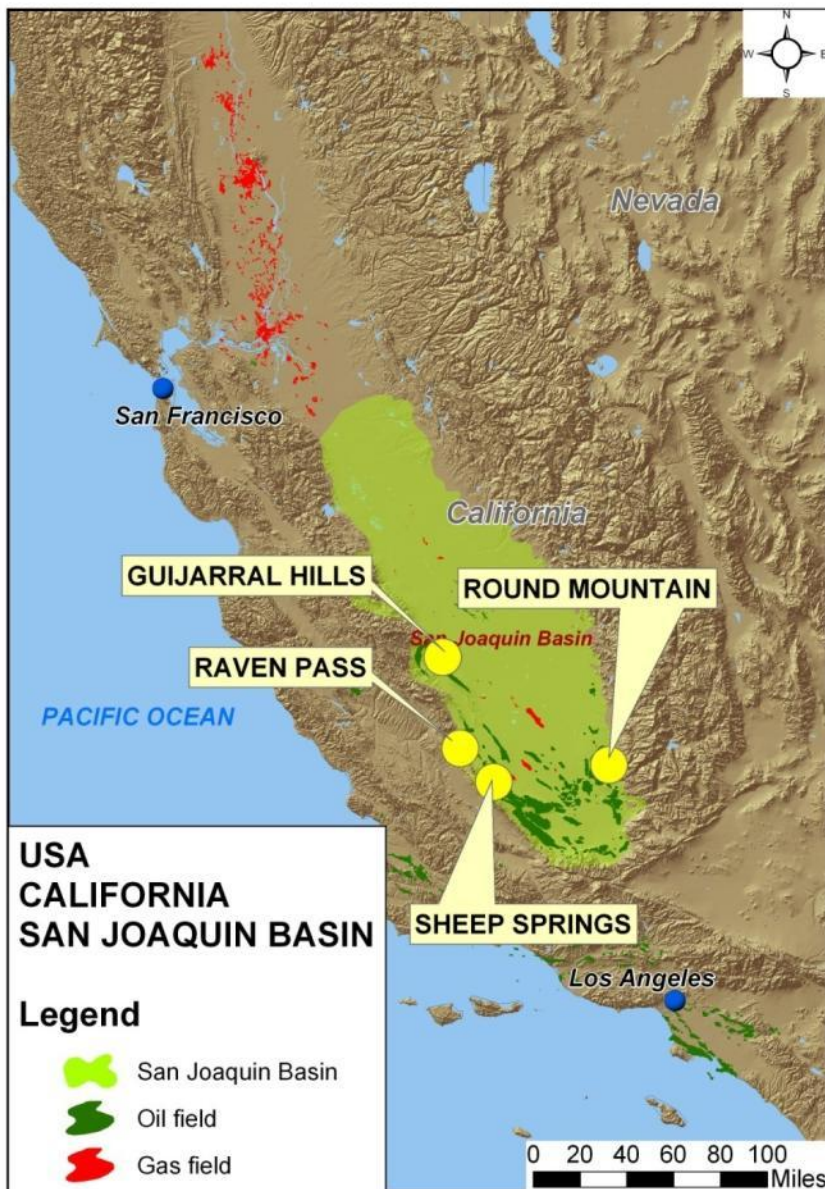 N
W
E
S
Nevada
San Francisco
California
GUIJARRAL HILLS
ROUND MOUNTAIN
San Joaquin Basin
RAVEN PASS
PACIFIC OCEAN
USA
CALIFORNIA
SAN JOAQUIN BASIN
SHEEP SPRINGS
Los Angeles
Legend
San Joaquin Basin
Oil field
Gas field
0 20 40 60 80 100
Miles